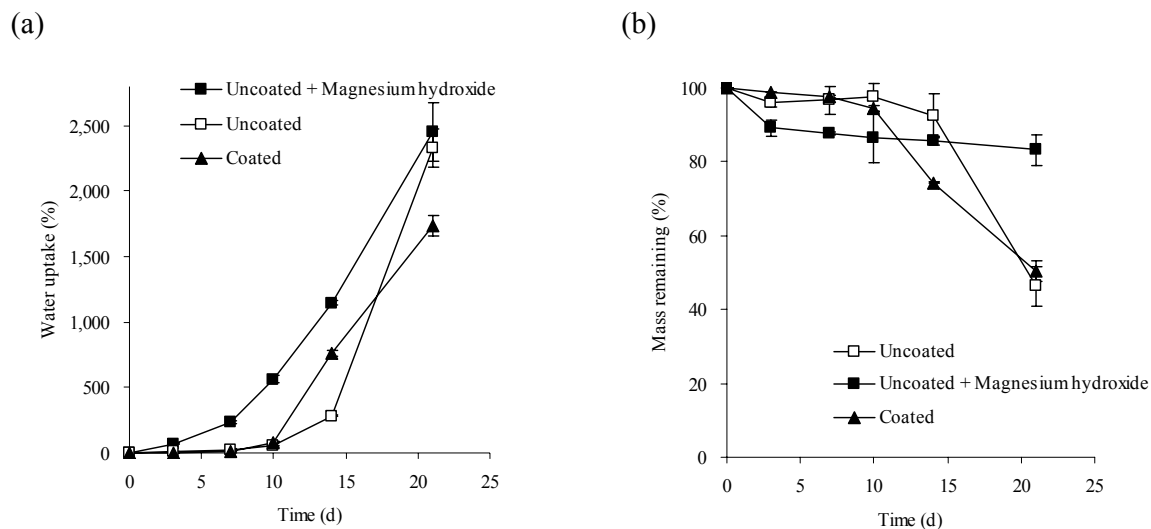 (a)
Uncoated + Magnesium hydroxide
Uncoated
Coated
2,500
2,000
1,500
1,000
500
0
Water uptake (%)
0 5 10 15 20 25
Time (d)
(b)
100
80
60
40
20
0
Mass remaining (%)
Uncoated
Uncoated + Magnesium hydroxide
Coated
0 5 10 15 20 25
Time (d)